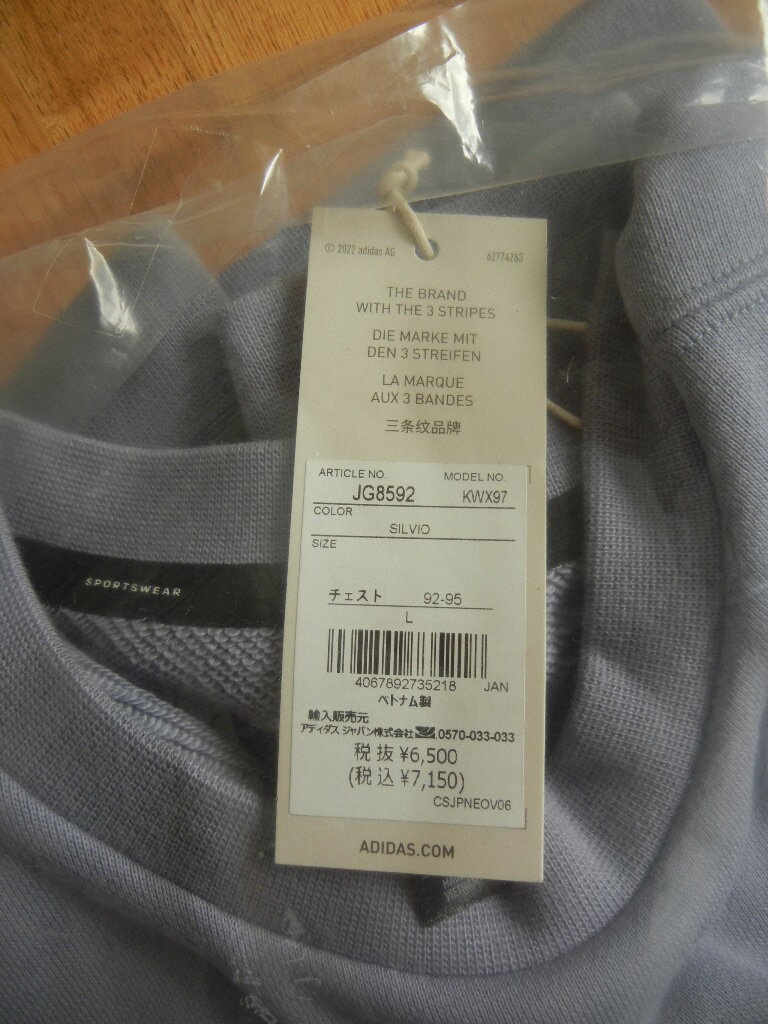 © 2022 adidas AG 62774263
THE BRAND
WITH THE 3 STRIPES
DIE MARKE MIT
DEN 3 STREIFEN
LA MARQUE
AUX 3 BANDES
三条纹品牌
ARTICLE NO. MODEL NO.
JG8592 KWX97
COLOR
SILVIO
SIZE
チェスト 92-95
L
4067892735218 JAN
ベトナム製
輸入販売元
アディダス ジャパン株式会社 0570-033-033
税抜 ¥6,500
(税込 ¥7,150)
CSJPNEOV06
ADIDAS.COM
SPORTSWEAR